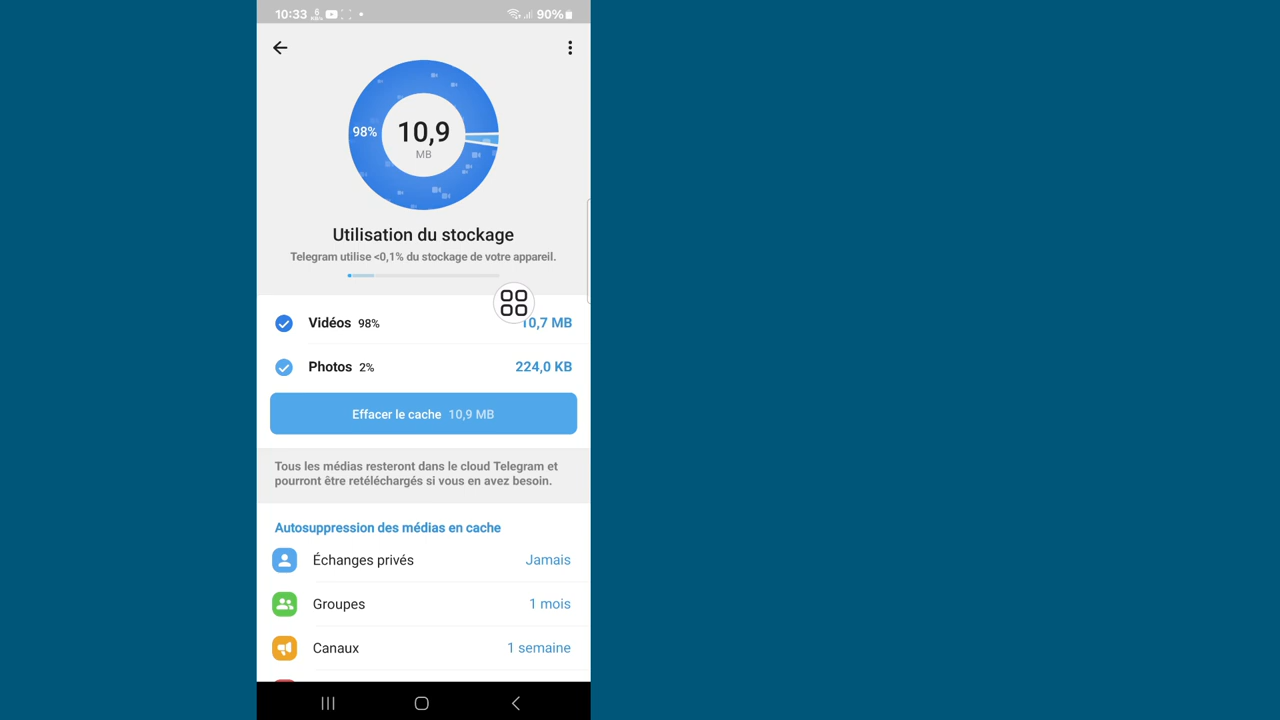 10:33 6 KB/s 90%
98%
10,9
MB
Utilisation du stockage
Telegram utilise <0,1% du stockage de votre appareil.
Vidéos 98% 10,7 MB
Photos 2% 224,0 KB
Effacer le cache 10,9 MB
Tous les médias resteront dans le cloud Telegram et
pourront être retéléchargés si vous en avez besoin.
Autosuppression des médias en cache
Échanges privés Jamais
Groupes 1 mois
Canaux 1 semaine